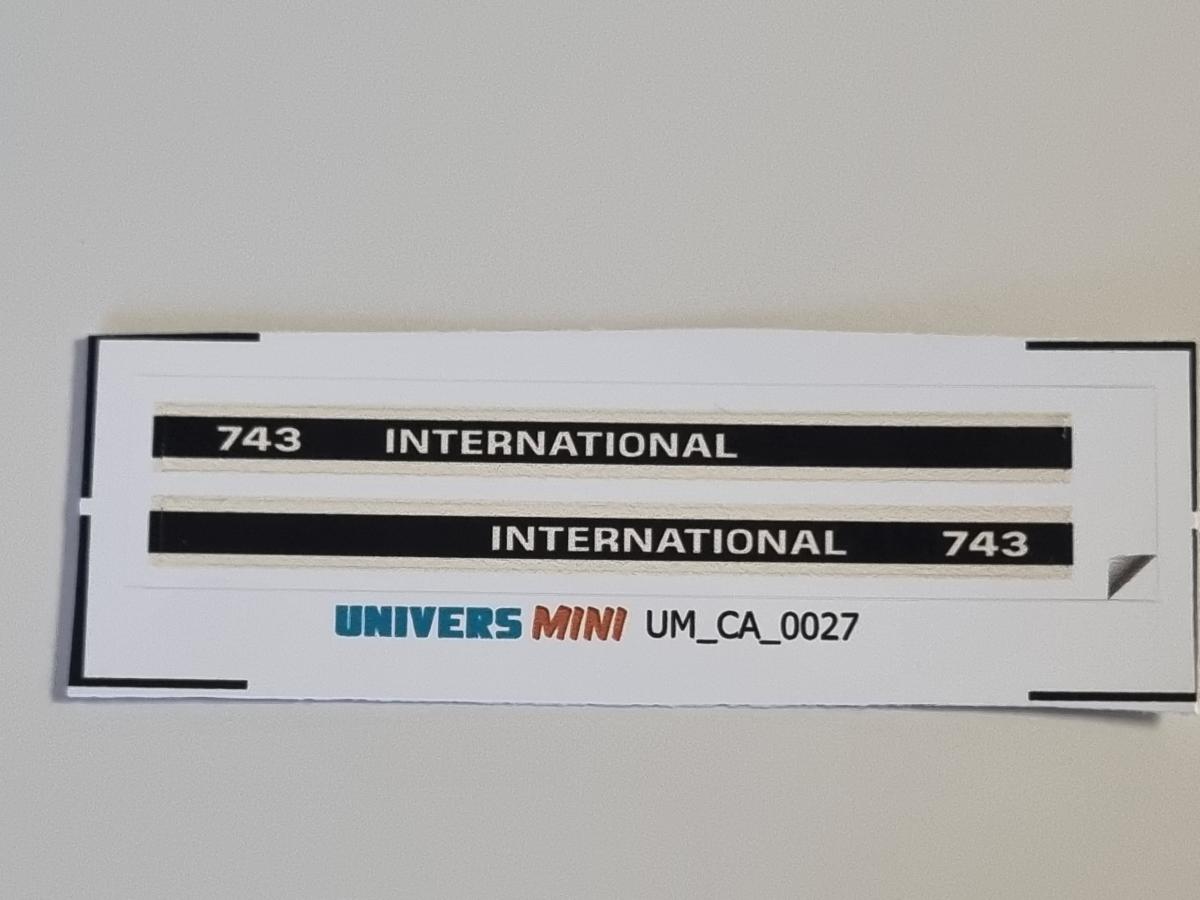 743 INTERNATIONAL
INTERNATIONAL 743
UNIVERS MINI UM_CA_0027